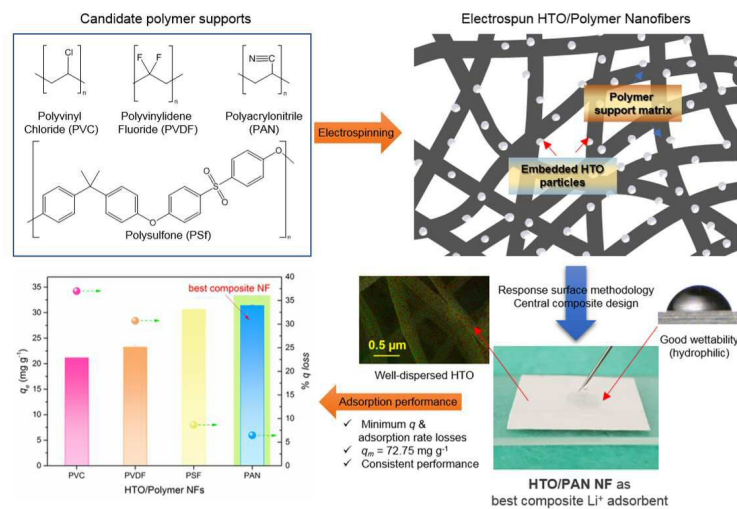 Candidate polymer supports
Cl
n
Polyvinyl
Chloride (PVC)
F F
n
Polyvinylidene
Fluoride (PVDF)
N
n
Polyacrylonitrile
(PAN)
O
S
O
O
O
n
Polysulfone (PSf)
Electrospinning
Electrospun HTO/Polymer Nanofibers
Polymer
support matrix
Embedded HTO
particles
Response surface methodology
Central composite design
Good wettability
(hydrophilic)
0.5 µm
Well-dispersed HTO
HTO/PAN NF as
best composite Li⁺ adsorbent
Adsorption performance
✓ Minimum q &
adsorption rate losses
✓ qm = 72.75 mg g-1
✓ Consistent performance
best composite NF
qe (mg g-1)
35
30
25
20
15
10
5
0
40
35
30
25
20
15
10
5
0
% q loss
PVC PVDF PSF PAN
HTO/Polymer NFs